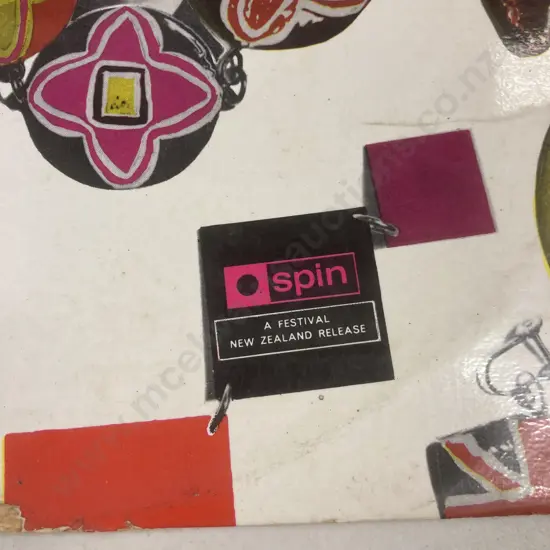 spin
A FESTIVAL
NEW ZEALAND RELEASE